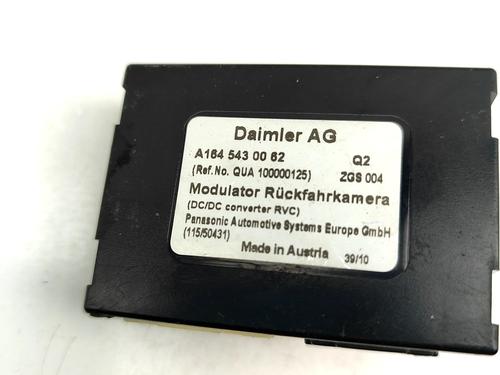 Daimler AG
A164 543 00 62 Q2
(Ref.No. QUA 100000125) ZGS 004
Modulator Rückfahrkamera
(DC/DC converter RVC)
Panasonic Automotive Systems Europe GmbH
(115/50431)
Made in Austria 39/10